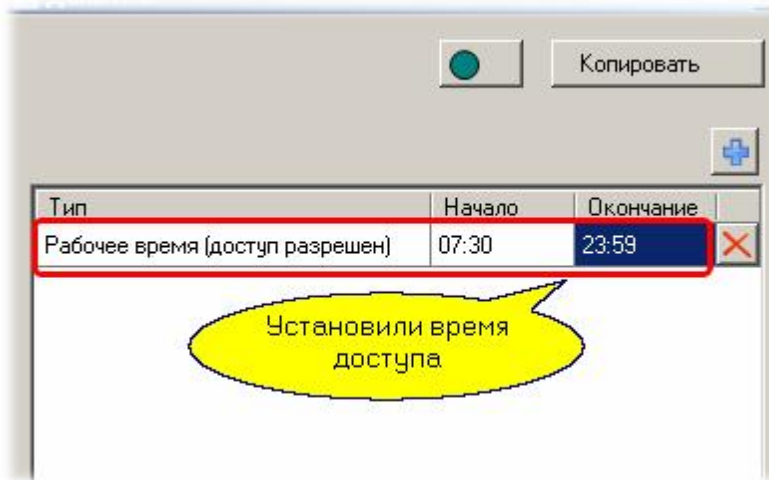 Копировать
Тип Начало Окончание
Рабочее время (доступ разрешен) 07:30 23:59
Установили время
доступа